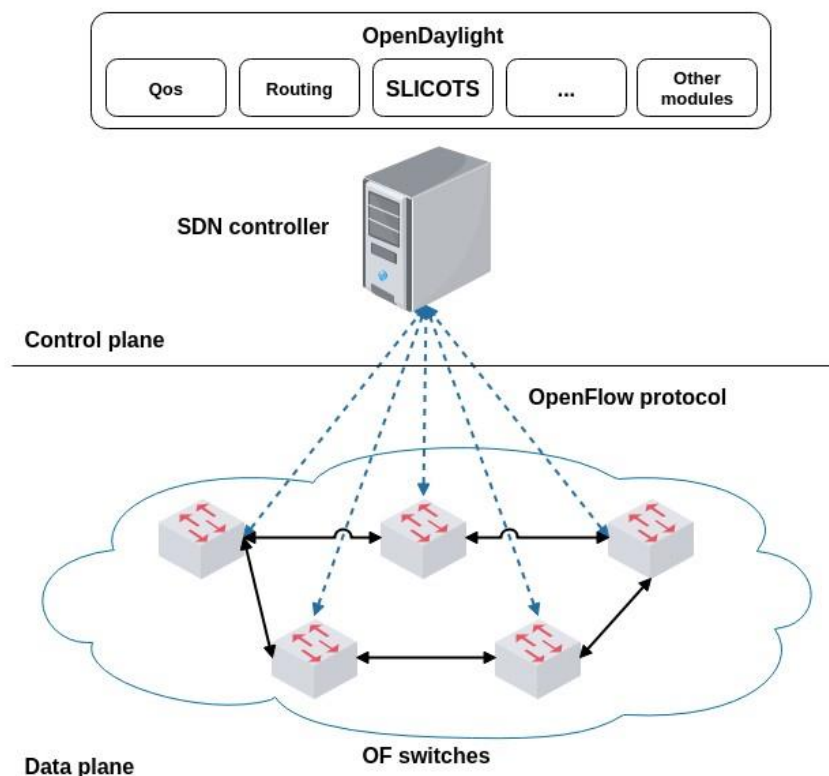 OpenDaylight
Qos
Routing
SLICOTS
...
Other
modules
SDN controller
Control plane
OpenFlow protocol
OF switches
Data plane